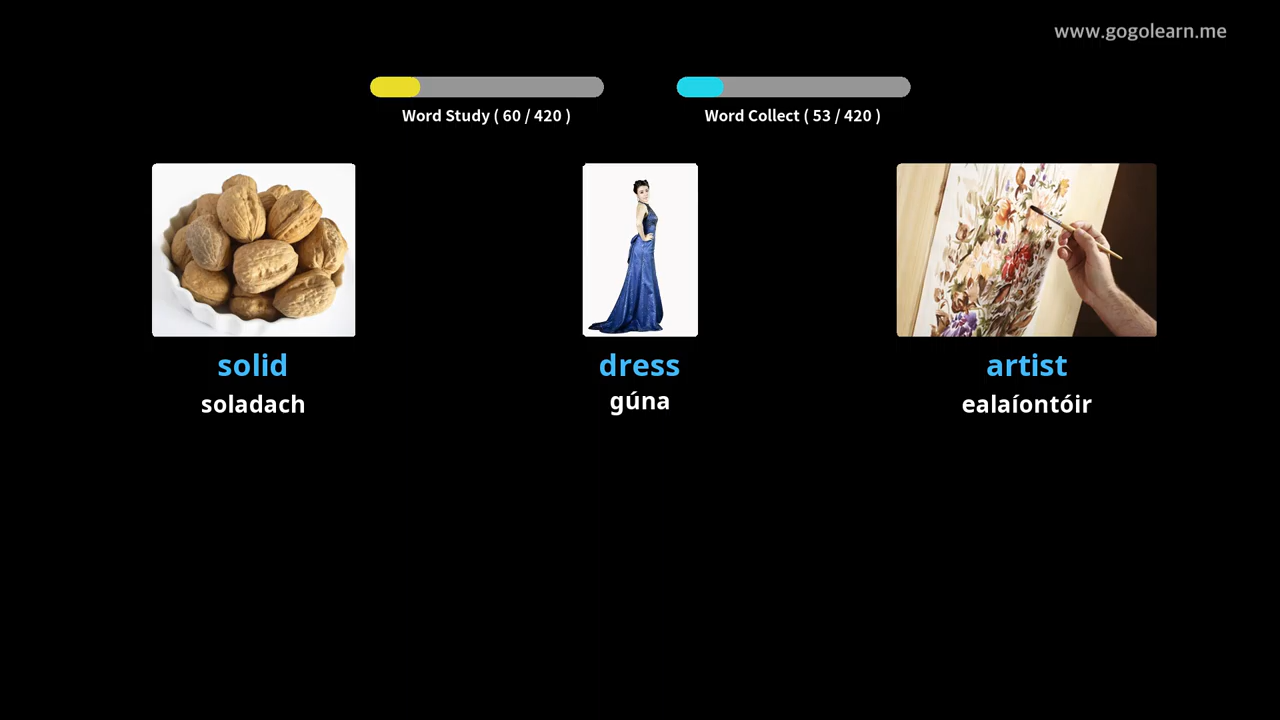 www.gogolearn.me
Word Study ( 60 / 420 )
Word Collect ( 53 / 420 )
solid
soladach
dress
gúna
artist
ealaíontóir